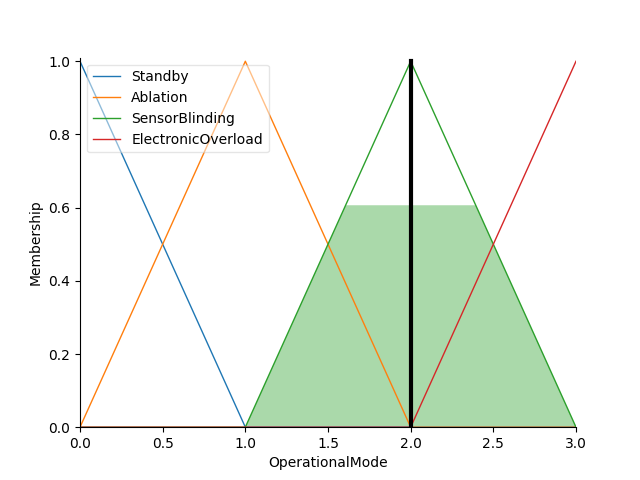 1.0
0.8
0.6
0.4
0.2
0.0
Membership
Standby
Ablation
SensorBlinding
ElectronicOverload
0.0 0.5 1.0 1.5 2.0 2.5 3.0
OperationalMode